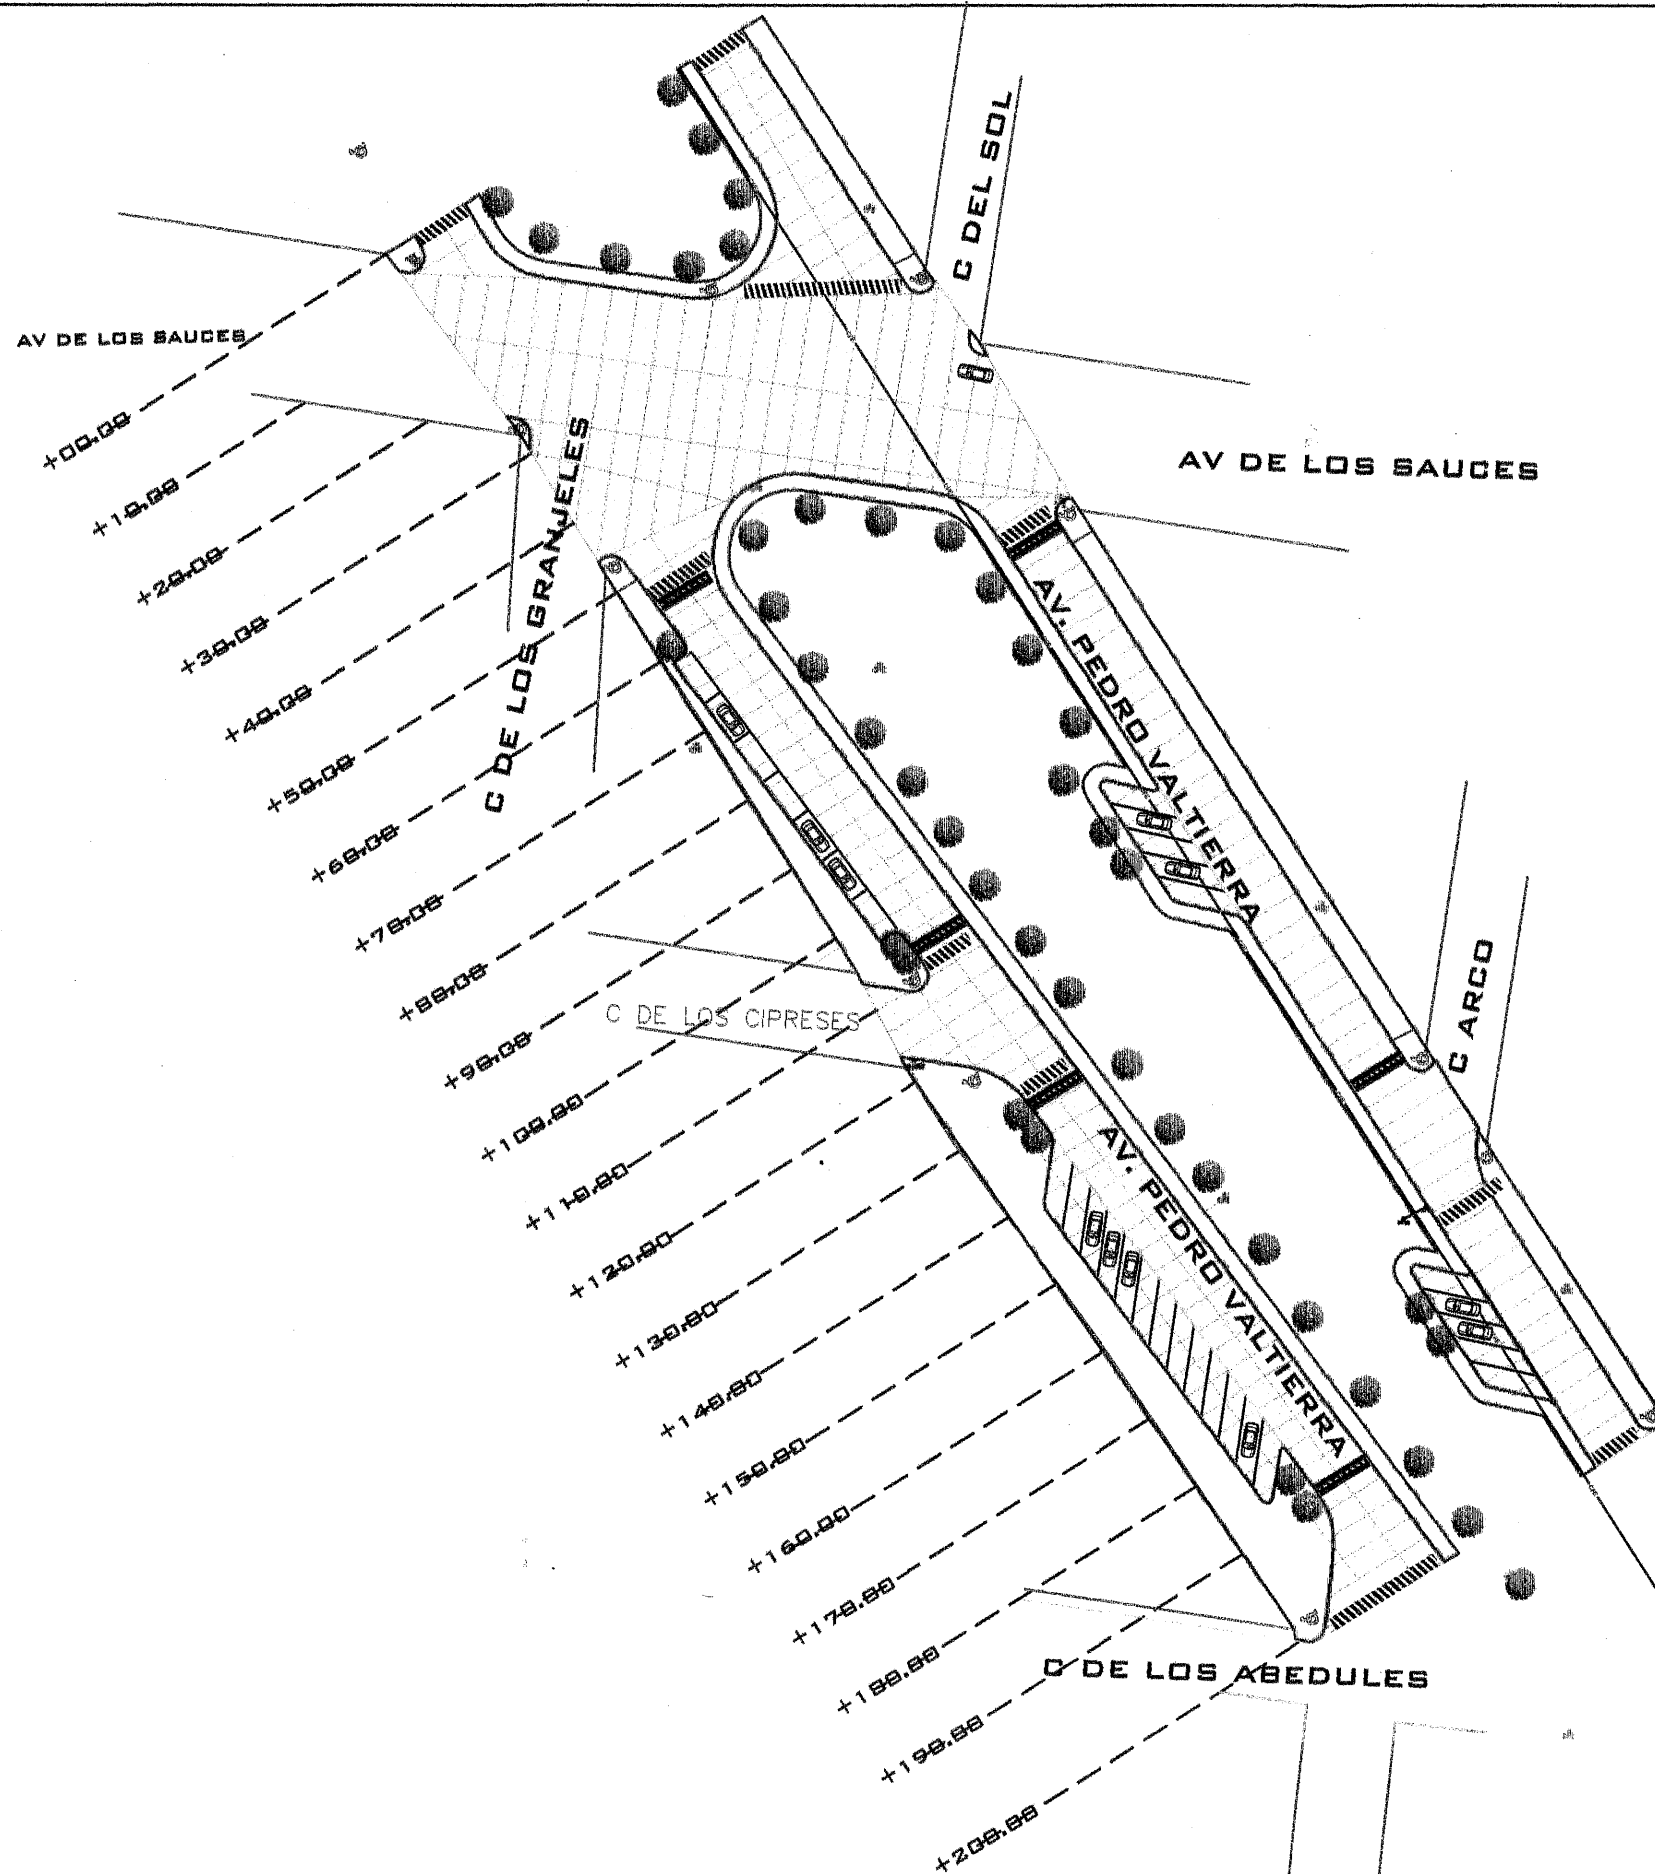 C DEL SOL
AV DE LOS SAUCES
AV DE LOS SAUCES
C DE LOS GRANJELES
AV. PEDRO VALTIERRA
C ARCO
C DE LOS CIPRESES
AV. PEDRO VALTIERRA
C DE LOS ABEDULES
+00.00
+10.00
+20.00
+30.00
+40.00
+50.00
+60.00
+70.00
+80.00
+90.00
+100.00
+110.00
+120.00
+130.00
+140.00
+150.00
+160.00
+170.00
+180.00
+190.00
+200.00